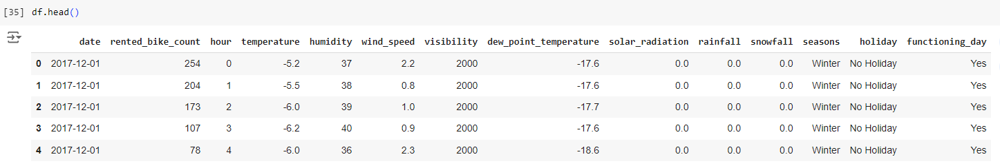 [35] df.head()
date rented_bike_count hour temperature humidity wind_speed visibility dew_point_temperature solar_radiation rainfall snowfall seasons holiday functioning_day
0 2017-12-01 254 0 -5.2 37 2.2 2000 -17.6 0.0 0.0 0.0 Winter No Holiday Yes
1 2017-12-01 204 1 -5.5 38 0.8 2000 -17.6 0.0 0.0 0.0 Winter No Holiday Yes
2 2017-12-01 173 2 -6.0 39 1.0 2000 -17.7 0.0 0.0 0.0 Winter No Holiday Yes
3 2017-12-01 107 3 -6.2 40 0.9 2000 -17.6 0.0 0.0 0.0 Winter No Holiday Yes
4 2017-12-01 78 4 -6.0 36 2.3 2000 -18.6 0.0 0.0 0.0 Winter No Holiday Yes